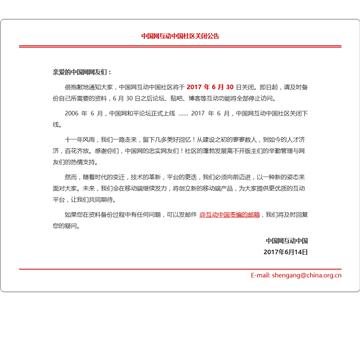 中国网互动中国社区关闭公告
亲爱的中国网网友们：
很抱歉地通知大家，中国网互动中国社区将于 2017 年 6 月 30 日关闭。即日起，请及时备
份自己所需要的资料，6 月 30 日之后论坛、贴吧、博客等互动功能将全部停止访问。
2006 年 6 月，中国网和平论坛正式上线 …… 2017 年 6 月，中国网互动中国社区关闭下
线。
十一年风雨，我们一路走来，留下几多美好回忆！从建设之初的寥寥数人，到如今的人才济
济，百花齐放。感谢你们，中国网的忠实网友们！社区的蓬勃发展离不开版主们的辛勤管理与网
友们的热情支持。
然而，随着时代的变迁，技术的革新，平台的更迭，我们必须向前迈进，以一种新的姿态来
面对大家。未来，我们会在移动端继续发力，将创立新的移动端产品，为大家提供更优质的互动
平台，让我们共同期待。
如果您在资料备份过程中有任何问题，可以发邮件 @互动中国责编的邮箱，我们将及时回复
您的疑问。
中国网互动中国
2017年6月14日
E-mail: shengang@china.org.cn